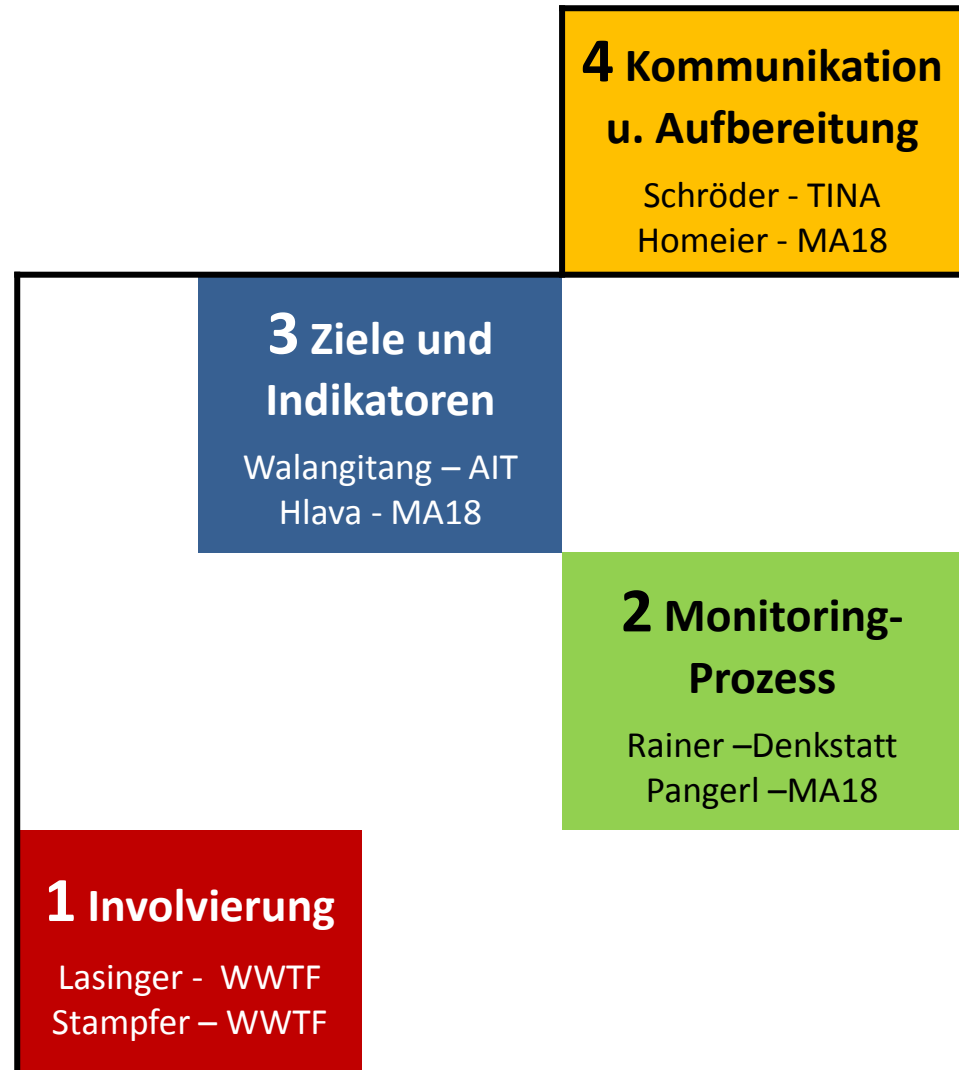 4 Kommunikation
u. Aufbereitung
Schröder - TINA
Homeier - MA18
3 Ziele und
Indikatoren
Walangitang – AIT
Hlava - MA18
2 Monitoring-
Prozess
Rainer –Denkstatt
Pangerl –MA18
1 Involvierung
Lasinger -  WWTF
Stampfer – WWTF